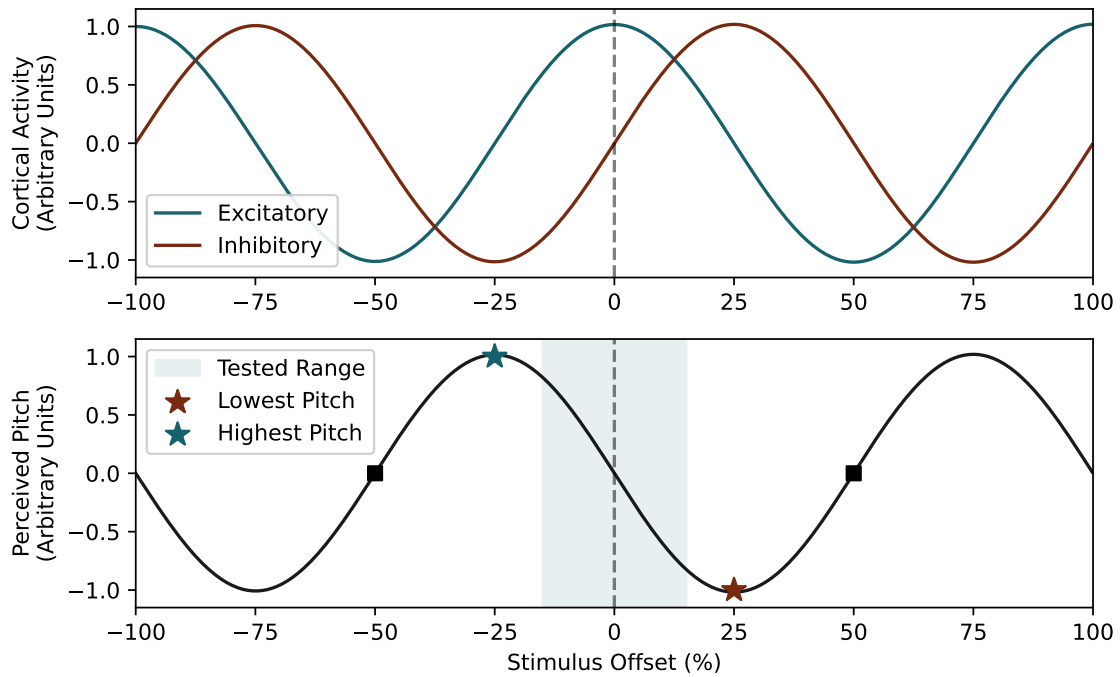 Cortical Activity
(Arbitrary Units)
1.0
0.5
0.0
−0.5
−1.0
Excitatory
Inhibitory
−100 −75 −50 −25 0 25 50 75 100
Perceived Pitch
(Arbitrary Units)
1.0
0.5
0.0
−0.5
−1.0
Tested Range
Lowest Pitch
Highest Pitch
−100 −75 −50 −25 0 25 50 75 100
Stimulus Offset (%)